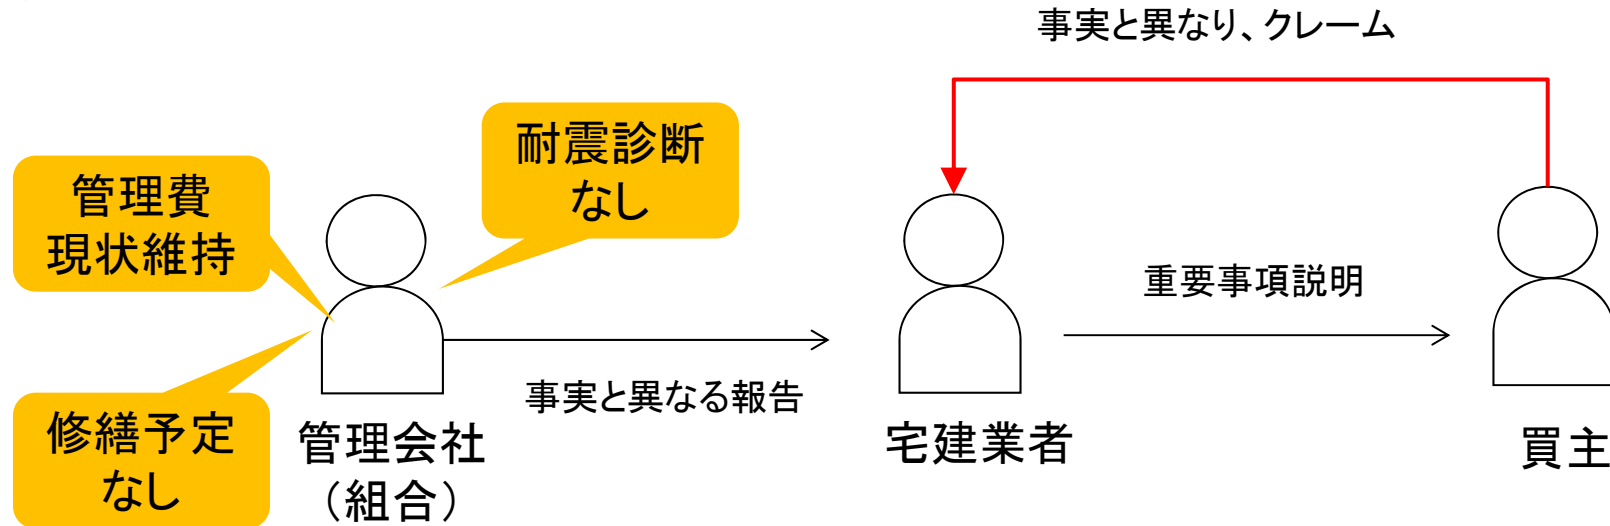 事実と異なり、クレーム
耐震診断
なし
管理費
現状維持
重要事項説明
事実と異なる報告
修繕予定
なし
管理会社
（組合）
宅建業者
買主